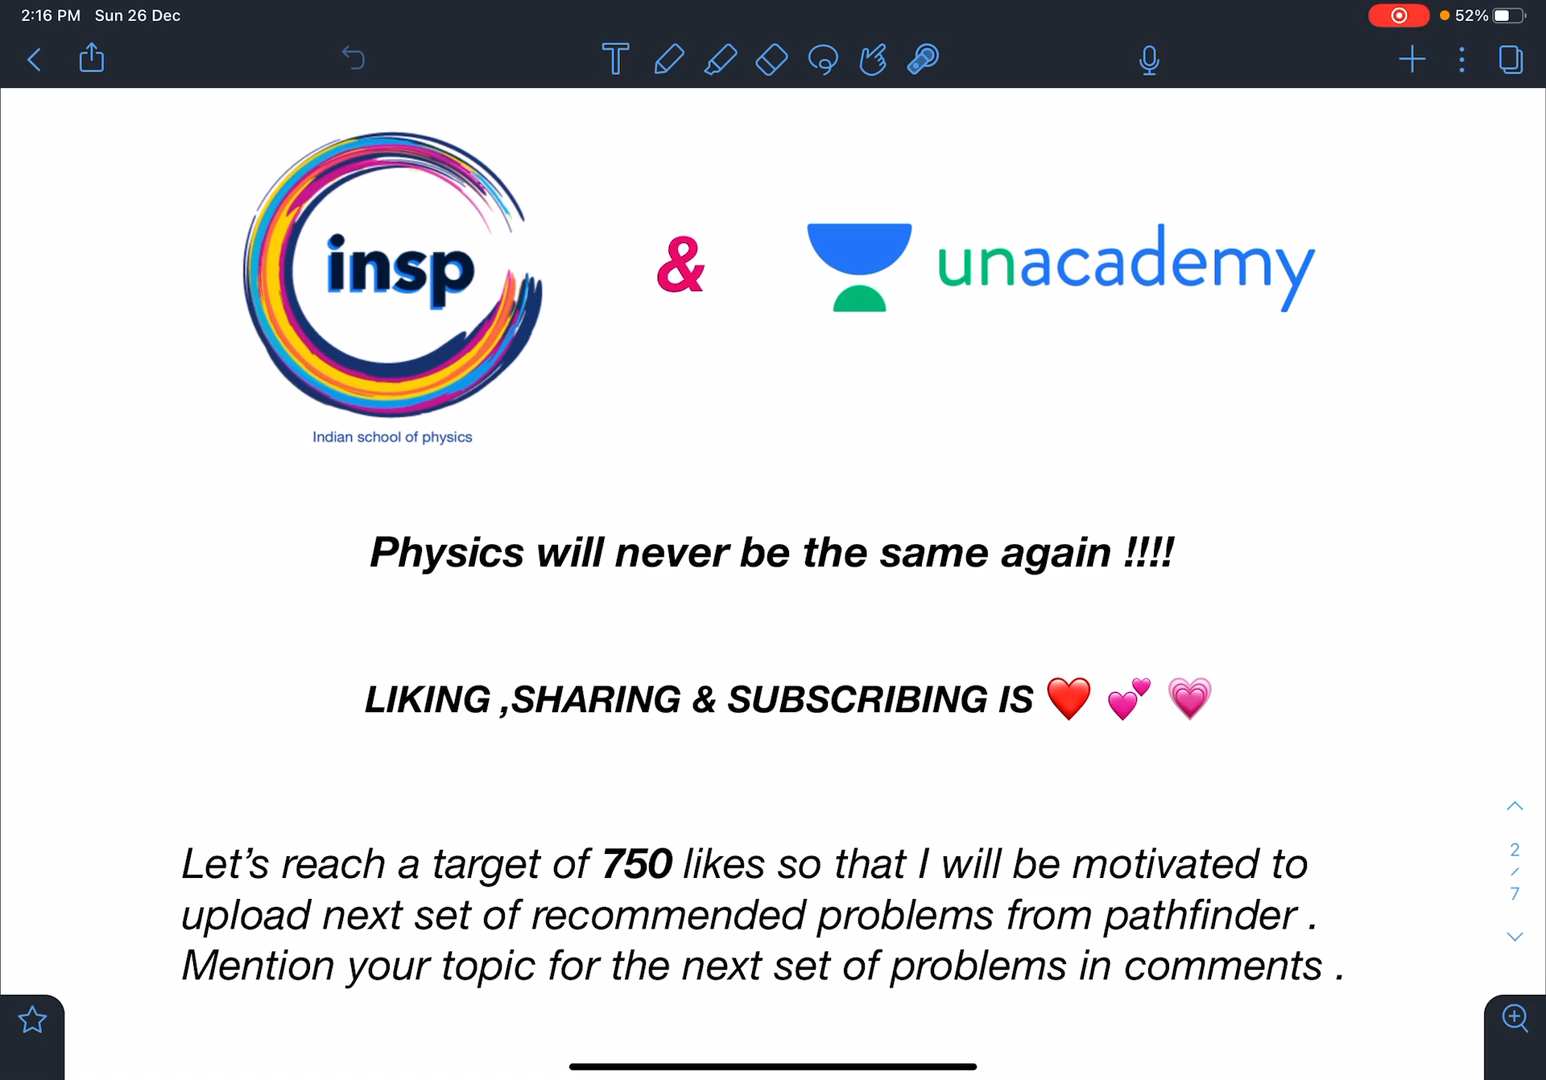 2:16 PM Sun 26 Dec
52%
insp
&
unacademy
Indian school of physics
Physics will never be the same again !!!!
LIKING ,SHARING & SUBSCRIBING IS ❤️ 💕 💗
Let’s reach a target of 750 likes so that I will be motivated to
upload next set of recommended problems from pathfinder .
Mention your topic for the next set of problems in comments .
2
/
7